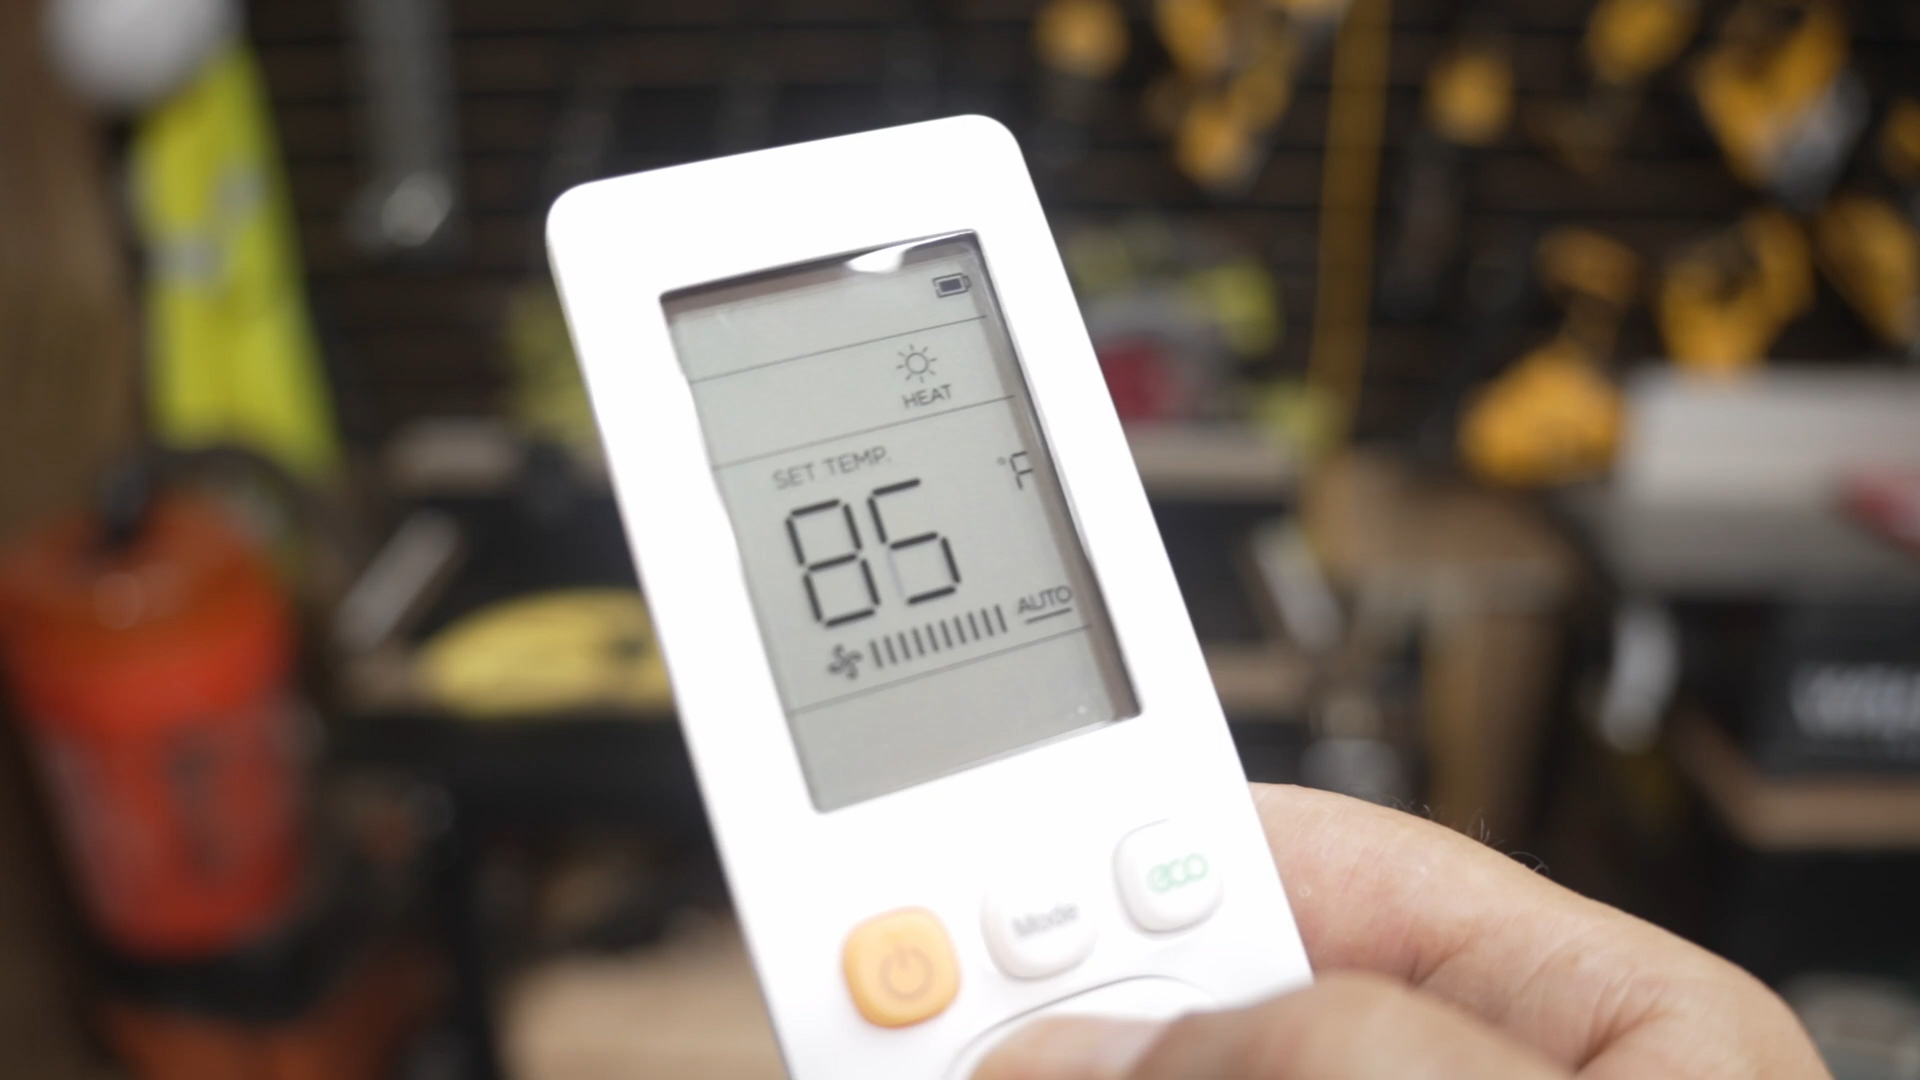 HEAT
SET TEMP.
85 °F
AUTO
eco
Mode